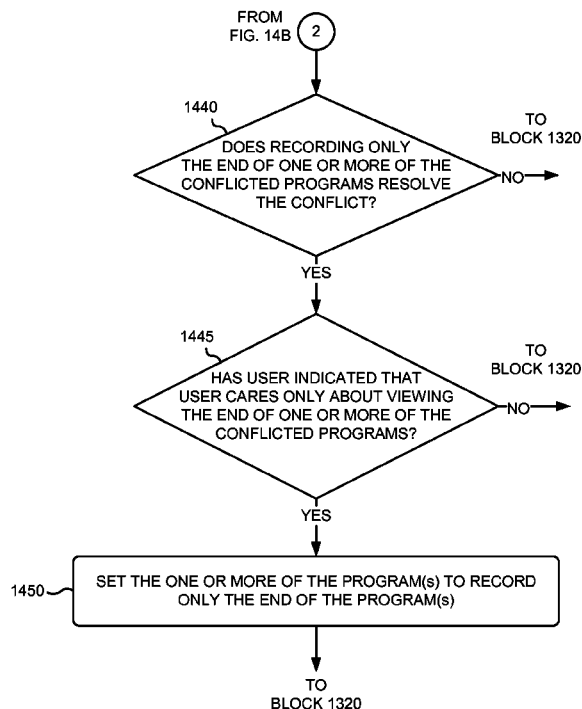 FROM
FIG. 14B
2
1440
DOES RECORDING ONLY
THE END OF ONE OR MORE OF THE
CONFLICTED PROGRAMS RESOLVE
THE CONFLICT?
TO
BLOCK 1320
NO
YES
1445
HAS USER INDICATED THAT
USER CARES ONLY ABOUT VIEWING
THE END OF ONE OR MORE OF THE
CONFLICTED PROGRAMS?
TO
BLOCK 1320
NO
YES
1450
SET THE ONE OR MORE OF THE PROGRAM(s) TO RECORD
ONLY THE END OF THE PROGRAM(s)
TO
BLOCK 1320